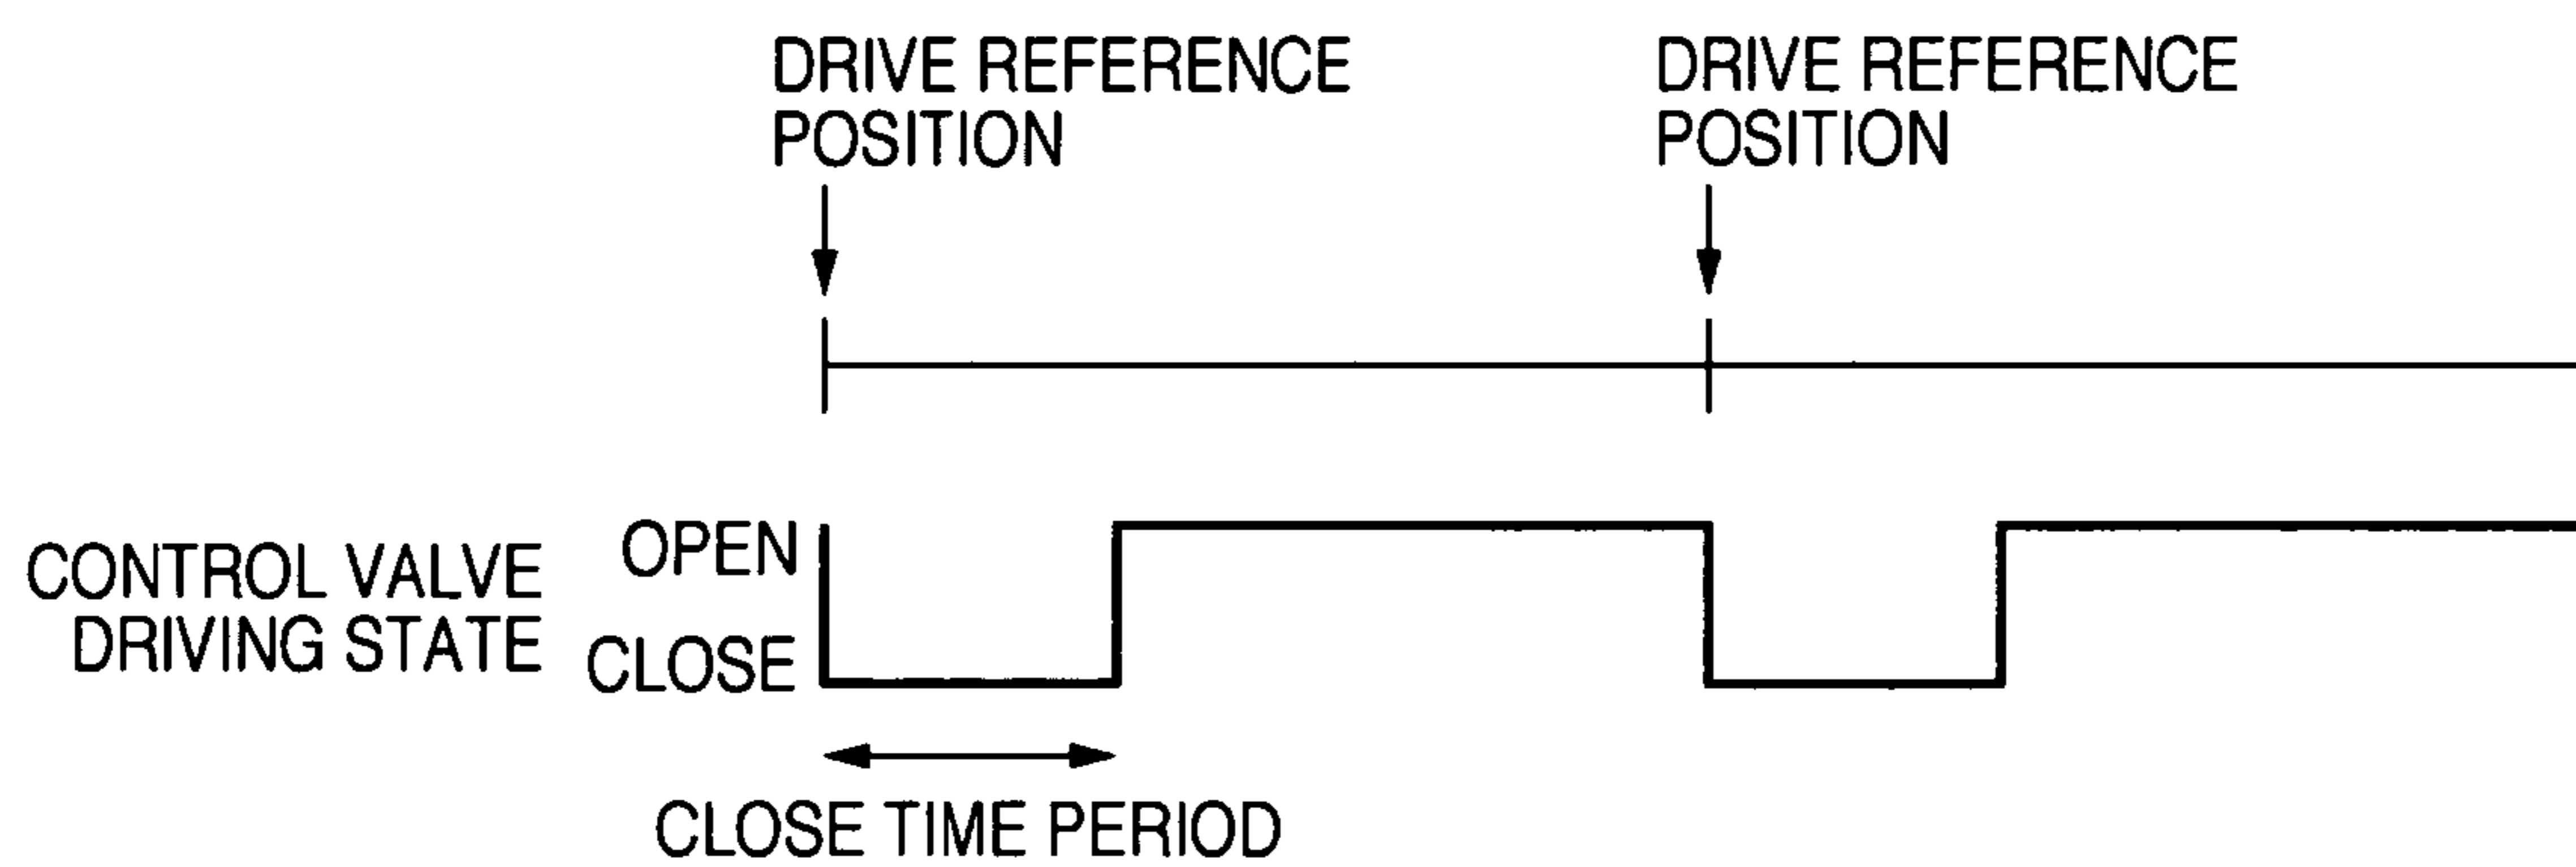 DRIVE REFERENCE
POSITION
DRIVE REFERENCE
POSITION
CONTROL VALVE
DRIVING STATE
OPEN
CLOSE
CLOSE TIME PERIOD